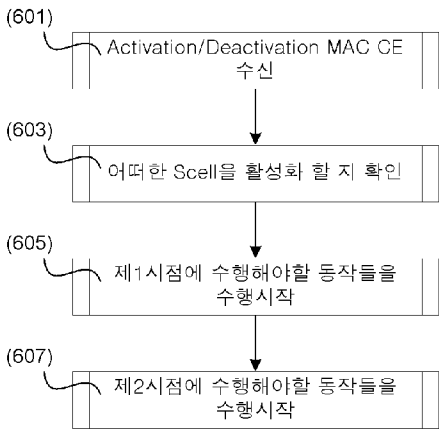 (601)
Activation/Deactivation MAC CE
수신
(603)
어떠한 Scell을 활성화 할 지 확인
(605)
제1시점에 수행해야할 동작들을
수행시작
(607)
제2시점에 수행해야할 동작들을
수행시작